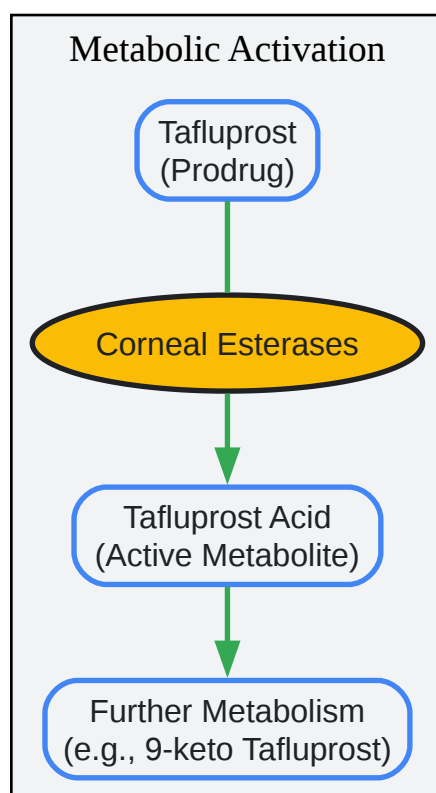 Metabolic Activation
Tafluprost
(Prodrug)
Corneal Esterases
Tafluprost Acid
(Active Metabolite)
Further Metabolism
(e.g., 9-keto Tafluprost)